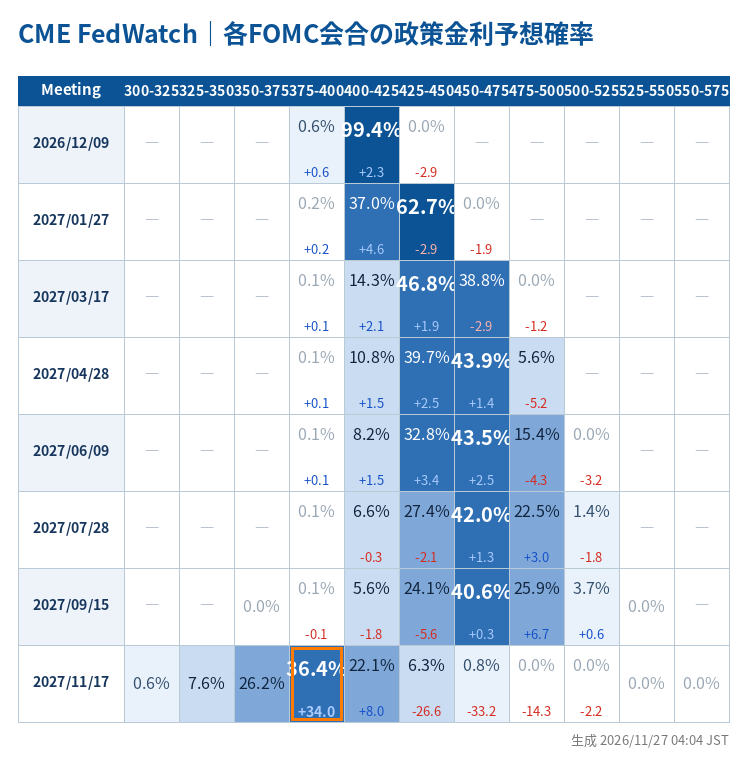 CME FedWatch｜各FOMC会合の政策金利予想確率
Meeting 300-325 325-350 350-375 375-400 400-425 425-450 450-475 475-500 500-525 525-550 550-575
2026/12/09 — — — 0.6% 99.4% 0.0% — — — — —
+0.6 +2.3 -2.9
2027/01/27 — — — 0.2% 37.0% 62.7% 0.0% — — — —
+0.2 +4.6 -2.9 -1.9
2027/03/17 — — — 0.1% 14.3% 46.8% 38.8% 0.0% — — —
+0.1 +2.1 +1.9 -2.9 -1.2
2027/04/28 — — — 0.1% 10.8% 39.7% 43.9% 5.6% — — —
+0.1 +1.5 +2.5 +1.4 -5.2
2027/06/09 — — — 0.1% 8.2% 32.8% 43.5% 15.4% 0.0% — —
+0.1 +1.5 +3.4 +2.5 -4.3 -3.2
2027/07/28 — — — 0.1% 6.6% 27.4% 42.0% 22.5% 1.4% — —
-0.3 -2.1 +1.3 +3.0 -1.8
2027/09/15 — — 0.0% 0.1% 5.6% 24.1% 40.6% 25.9% 3.7% 0.0% —
-0.1 -1.8 -5.6 +0.3 +6.7 +0.6
2027/11/17 0.6% 7.6% 26.2% 36.4% 22.1% 6.3% 0.8% 0.0% 0.0% 0.0% 0.0%
+34.0 +8.0 -26.6 -33.2 -14.3 -2.2
生成 2026/11/27 04:04 JST